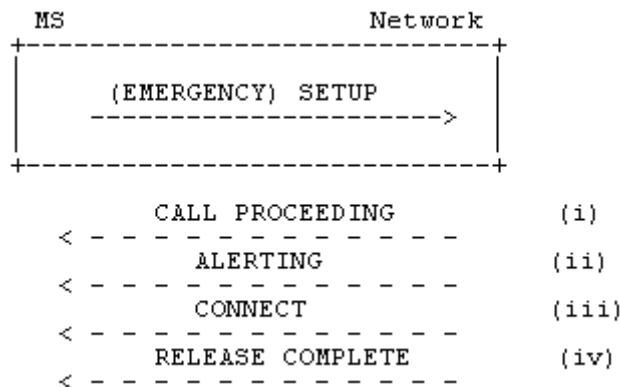 MS Network
(EMERGENCY) SETUP
CALL PROCEEDING (i)
ALERTING (ii)
CONNECT (iii)
RELEASE COMPLETE (iv)